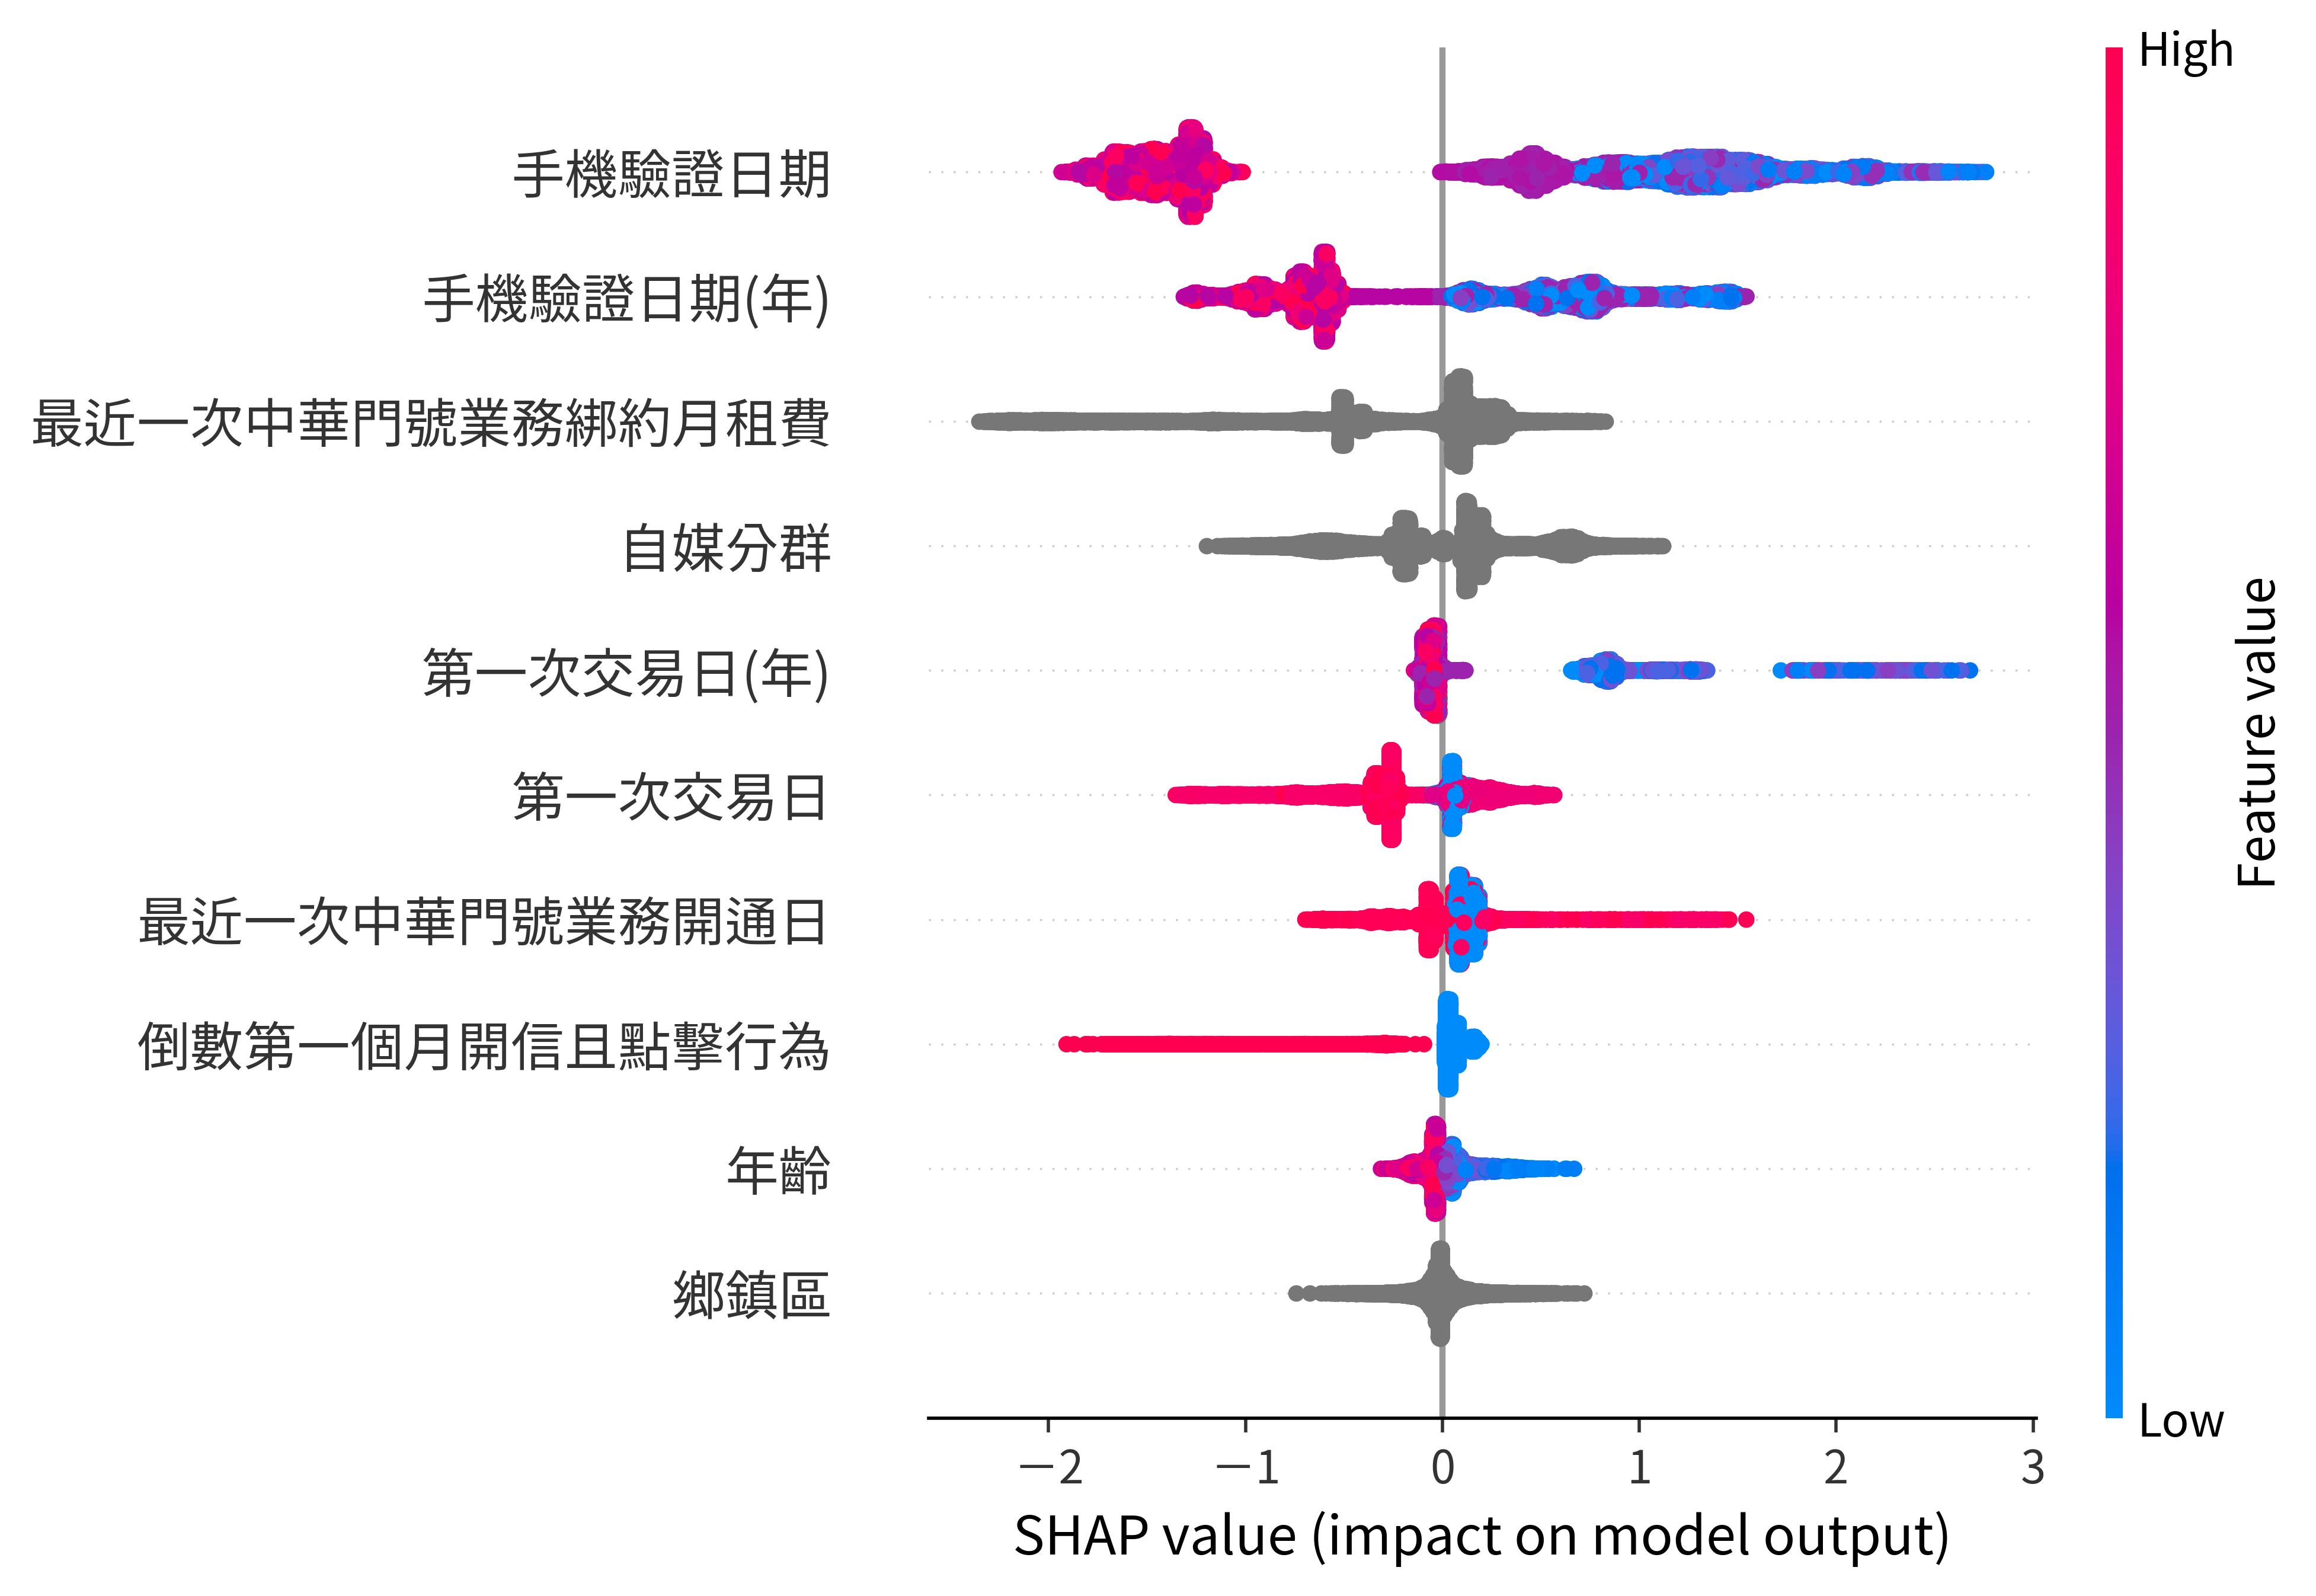 High
手機驗證日期
手機驗證日期(年)
最近一次中華門號業務綁約月租費
自媒分群
第一次交易日(年)
第一次交易日
最近一次中華門號業務開通日
倒數第一個月開信且點擊行為
年齡
鄉鎮區
Feature value
Low
−2 −1 0 1 2 3
SHAP value (impact on model output)